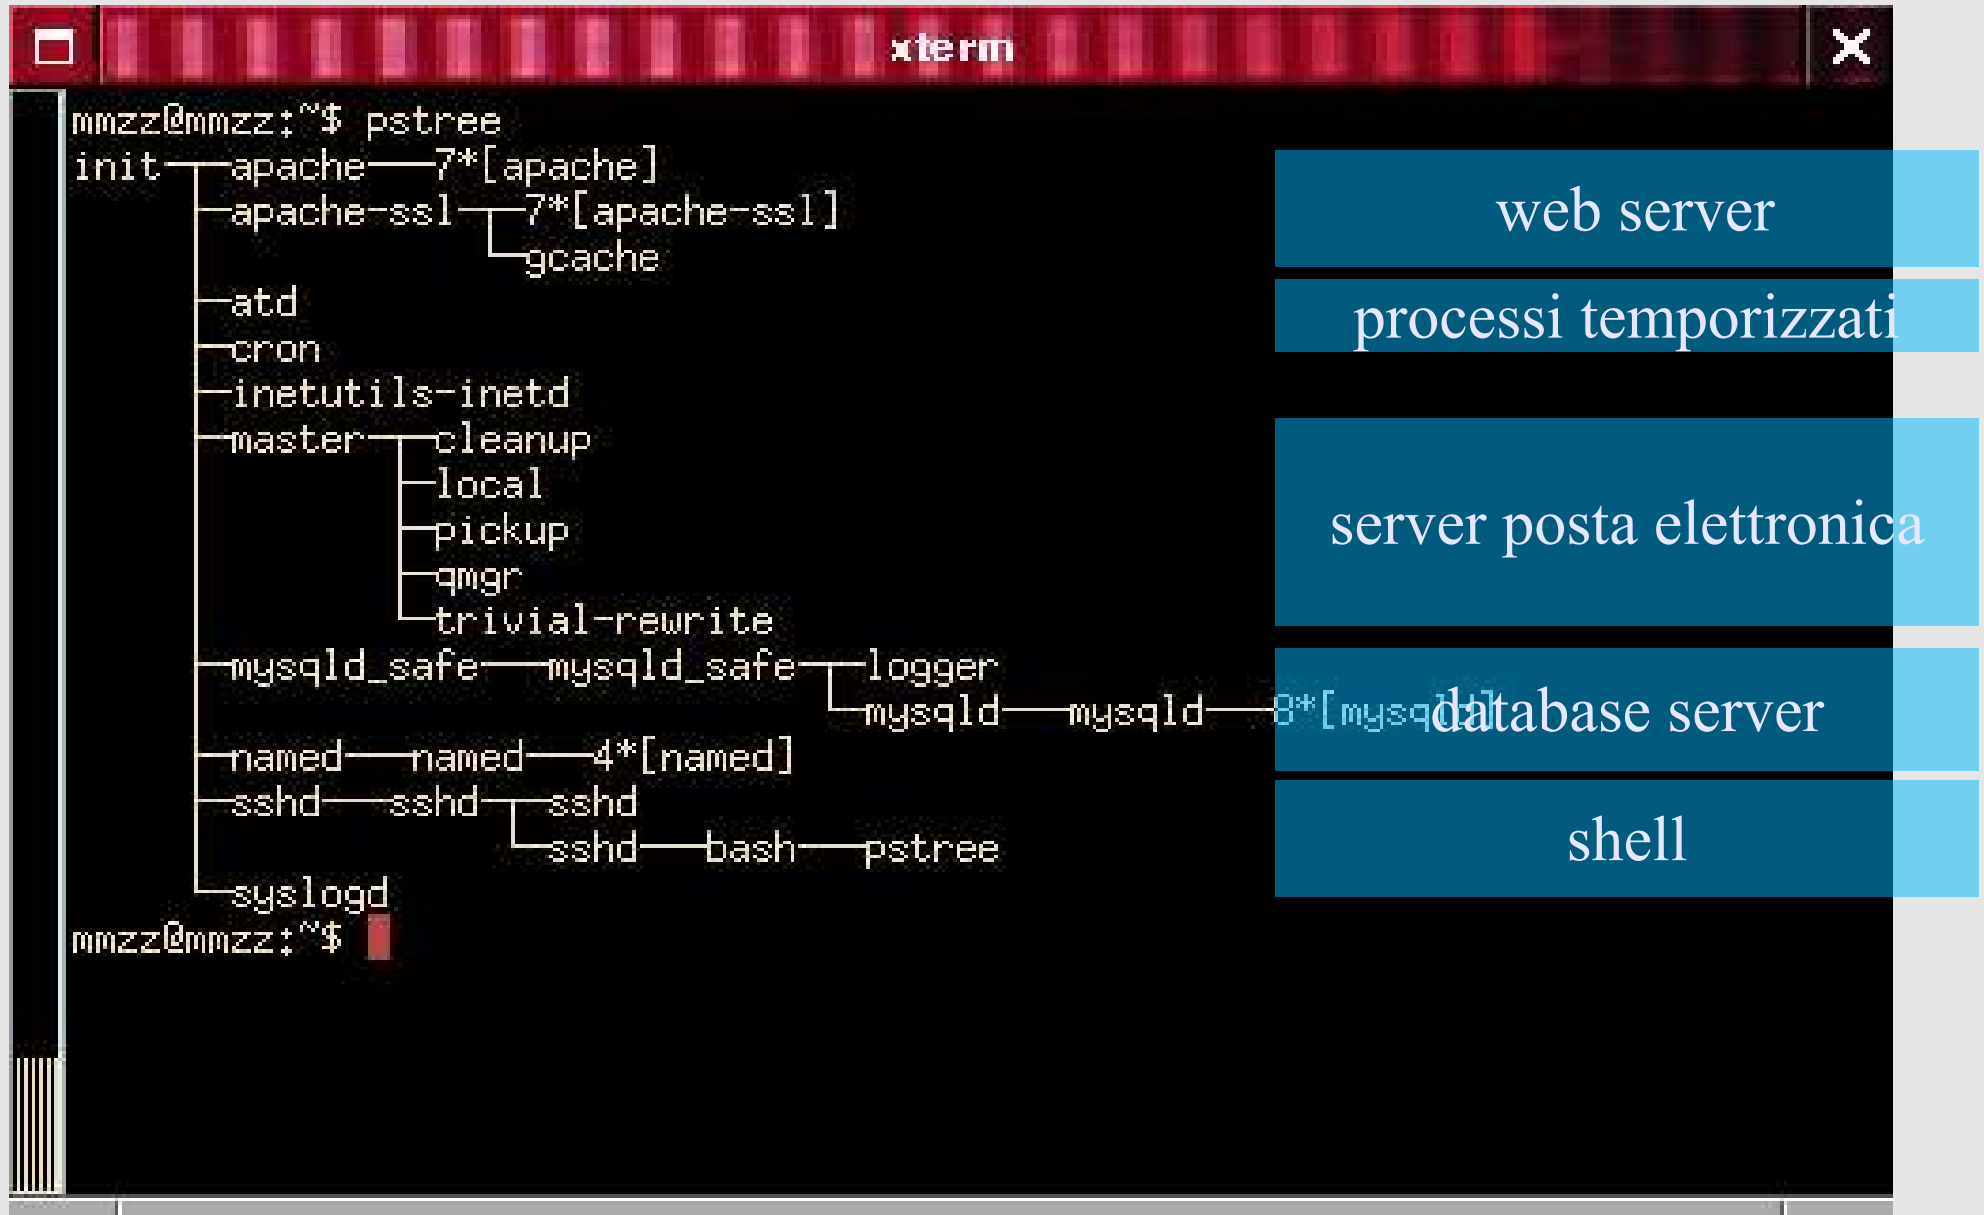 xterm
mmzz@mmzz:~$ pstree
init─┬─apache───7*[apache]
├─apache-ssl─┬─7*[apache-ssl]
└─gcache
├─atd
├─cron
├─inetutils-inetd
├─master─┬─cleanup
├─local
├─pickup
├─qmgr
└─trivial-rewrite
├─mysqld_safe───mysqld_safe─┬─logger
└─mysqld───mysqld───8*[mysqld]
├─named───named───4*[named]
├─sshd───sshd─┬─sshd
└─sshd───bash───pstree
└─syslogd
mmzz@mmzz:~$
web server
processi temporizzati
server posta elettronica
database server
shell